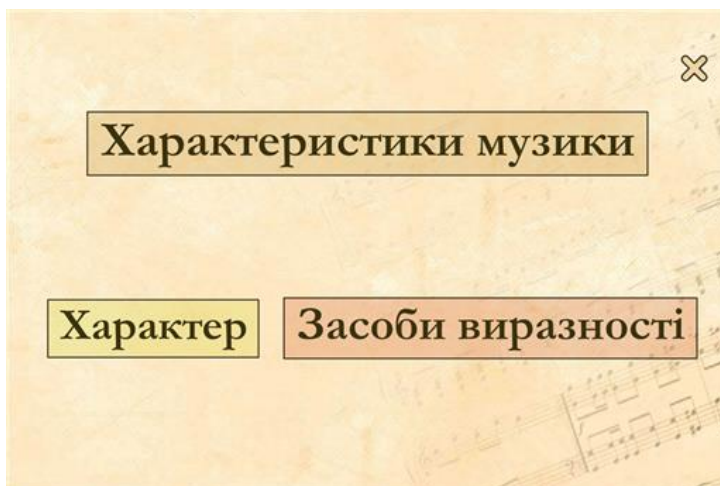 Характеристики музики
Характер
Засоби виразності